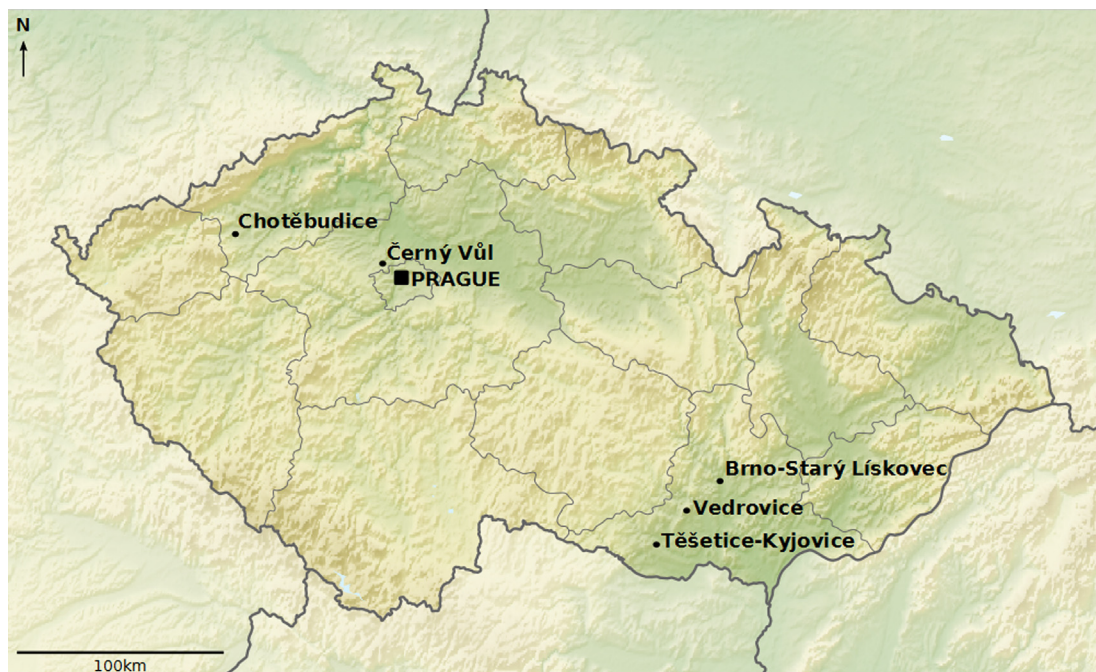 N
Chotěbudice
Černý Vůl
PRAGUE
Brno-Starý Lískovec
Vedrovice
Těšetice-Kyjovice
100km